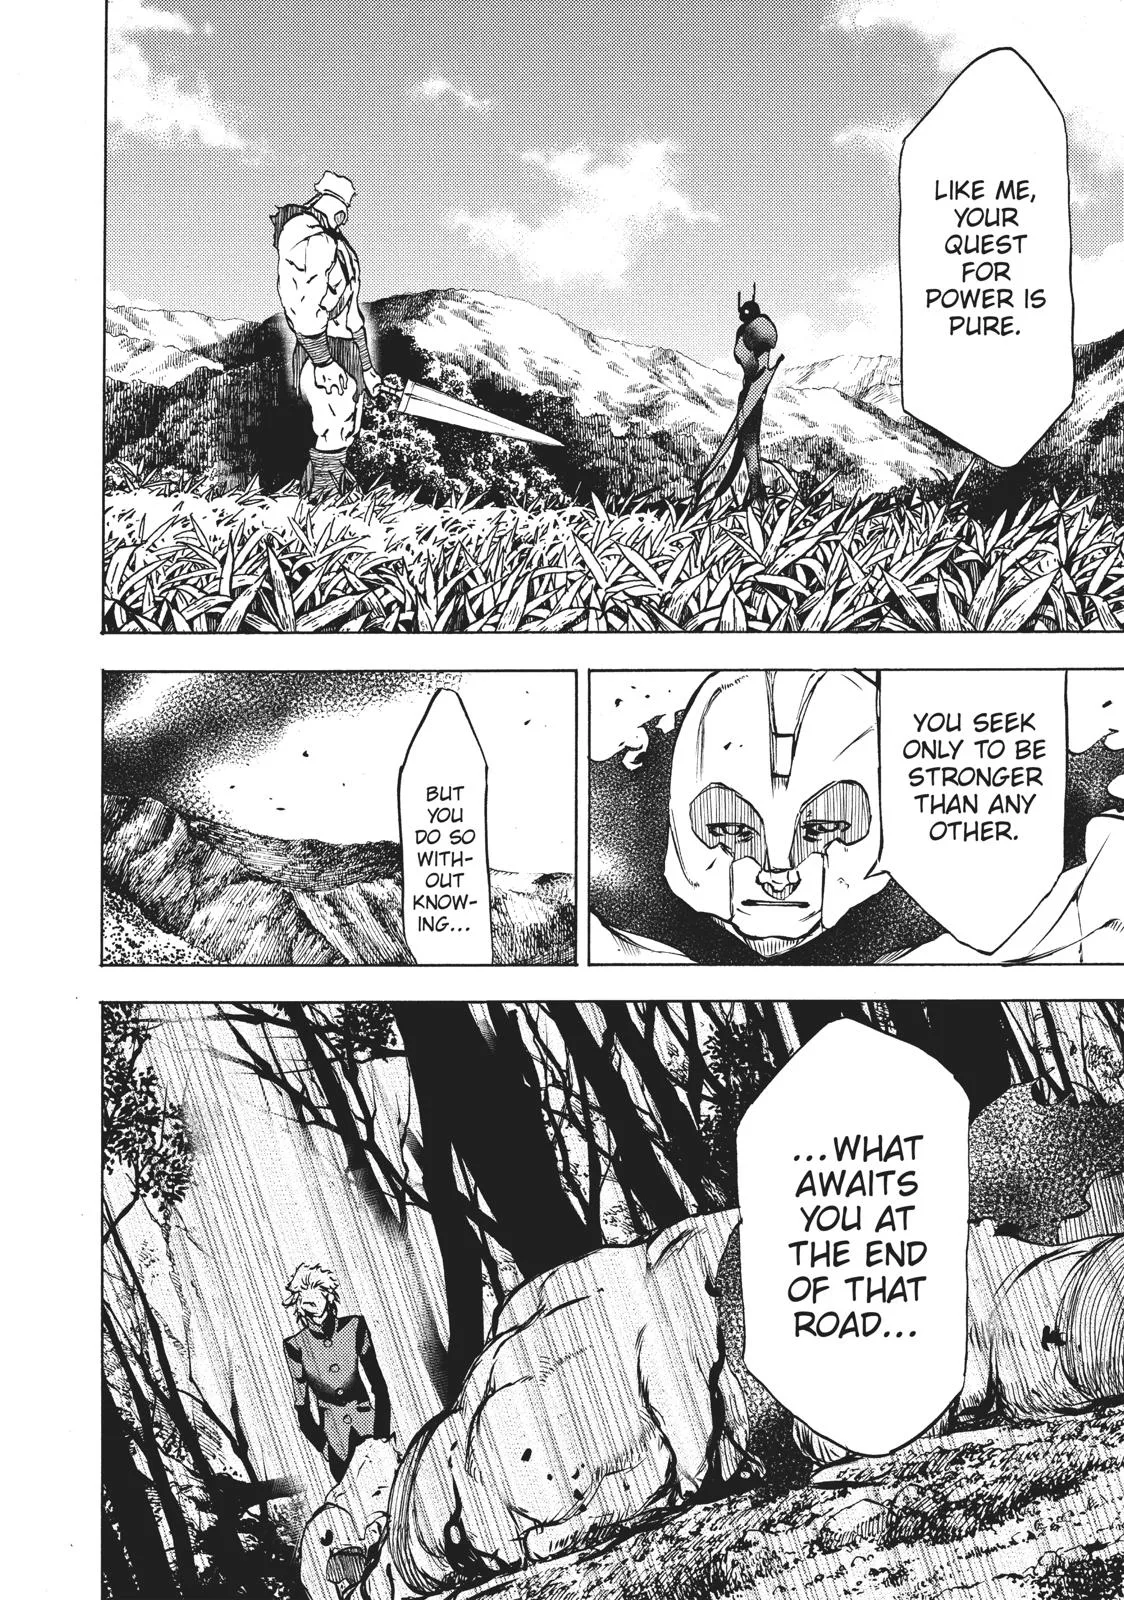 LIKE ME,
YOUR
QUEST
FOR
POWER IS
PURE.
YOU SEEK
ONLY TO BE
STRONGER
THAN ANY
OTHER.
BUT
YOU
DO SO
WITH-
OUT
KNOW-
ING...
...WHAT
AWAITS
YOU AT
THE END
OF THAT
ROAD...